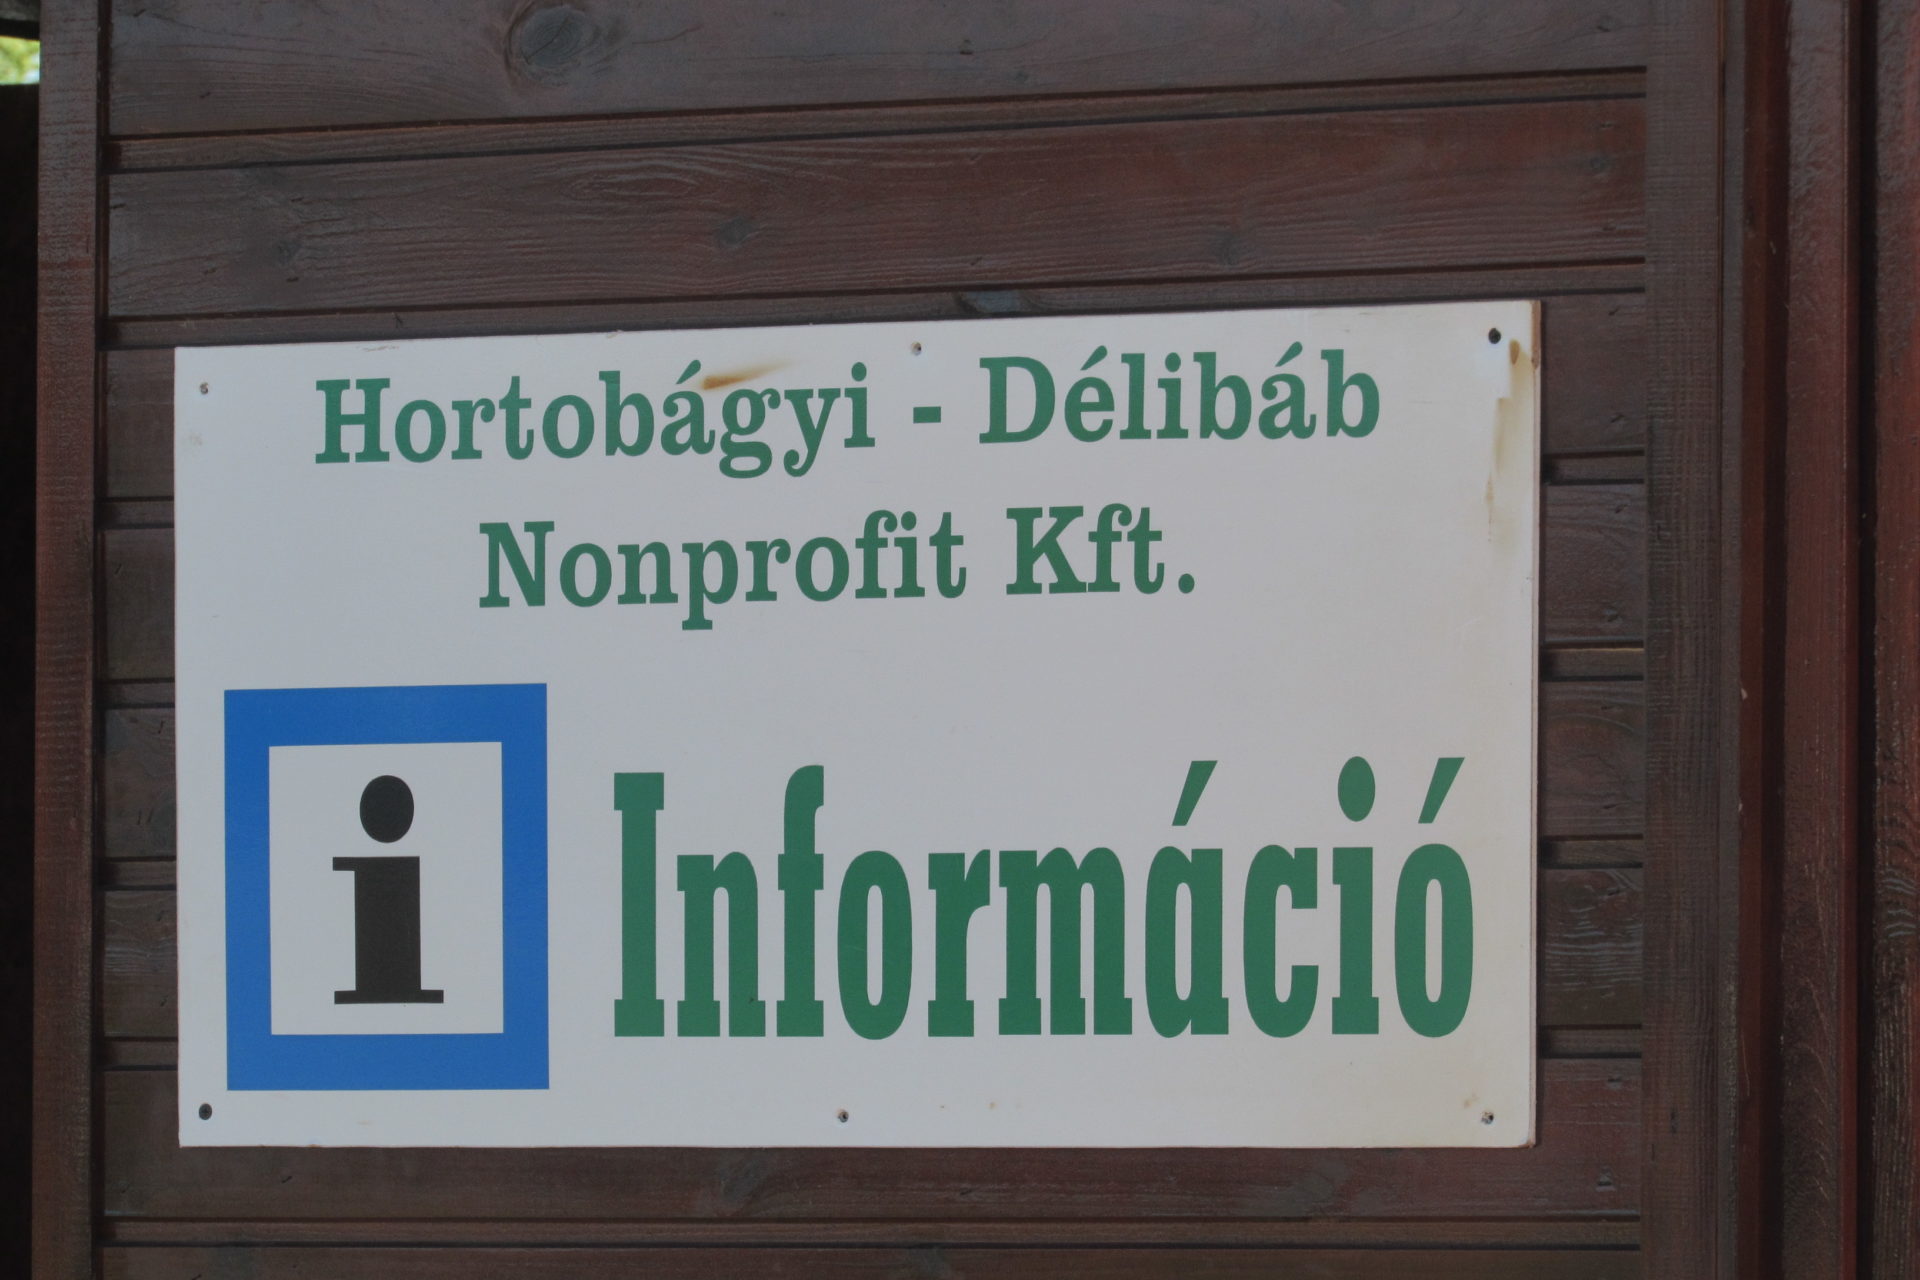 Hortobágyi - Délibáb
Nonprofit Kft.
i Információ